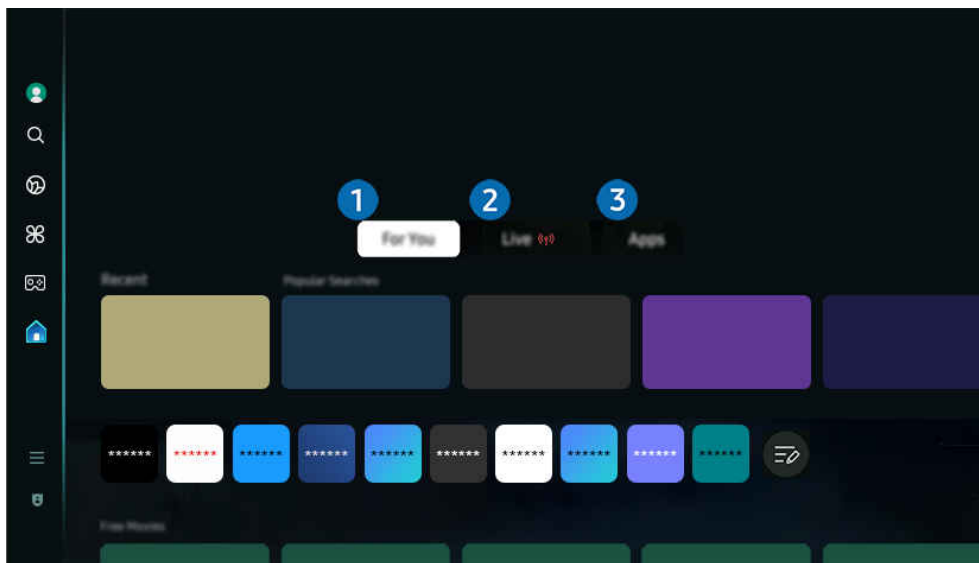 1 2 3
For You Live Apps
Recent Popular Searches
****** ****** ****** ****** ****** ****** ****** ****** ****** ******
Free Movies